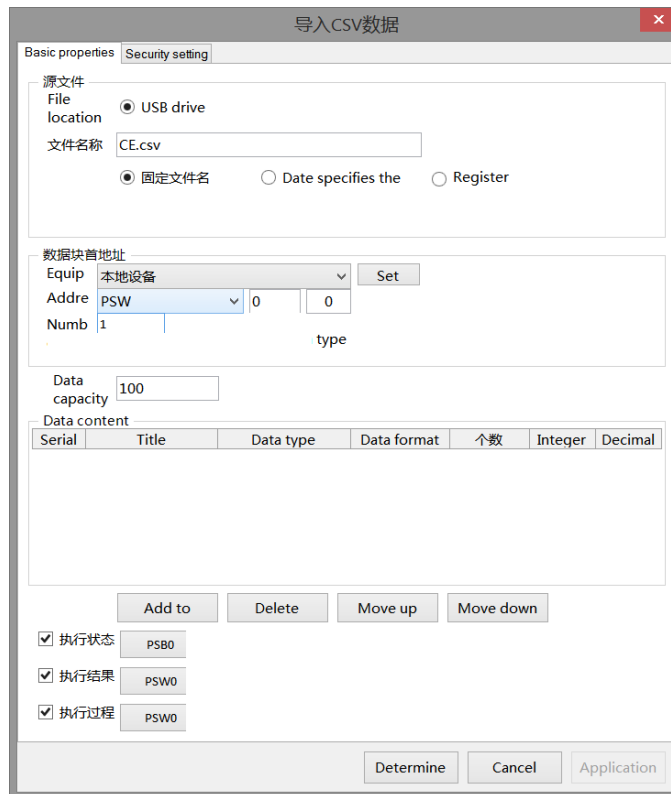 导入CSV数据
Basic properties Security setting
源文件
File location USB drive
文件名称 CE.csv
固定文件名 Date specifies the Register
数据块首地址
Equip 本地设备 Set
Addre PSW 0 0
Numb 1
type
Data capacity 100
Data content
Serial Title Data type Data format 个数 Integer Decimal
Add to Delete Move up Move down
执行状态 PSB0
执行结果 PSW0
执行过程 PSW0
Determine Cancel Application